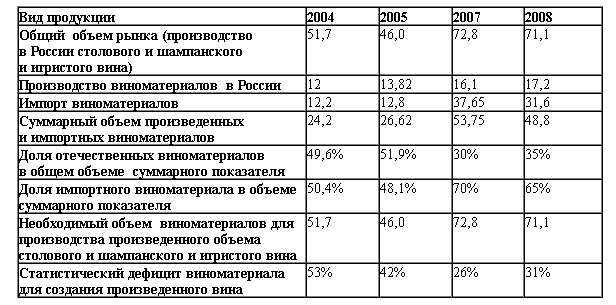 Вид продукции 2004 2005 2007 2008
Общий объем рынка (производство 51,7 46,0 72,8 71,1
в России столового и шампанского
и игристого вина)
Производство виноматериалов в России 12 13,82 16,1 17,2
Импорт виноматериалов 12,2 12,8 37,65 31,6
Суммарный объем произведенных 24,2 26,62 53,75 48,8
и импортных виноматериалов
Доля отечественных виноматериалов 49,6% 51,9% 30% 35%
в общем объеме суммарного показателя
Доля импортного виноматериала в объеме 50,4% 48,1% 70% 65%
суммарного показателя
Необходимый объем виноматериалов для 51,7 46,0 72,8 71,1
производства произведенного объема
столового и шампанского и игристого вина
Статистический дефицит виноматериала 53% 42% 26% 31%
для создания произведенного вина